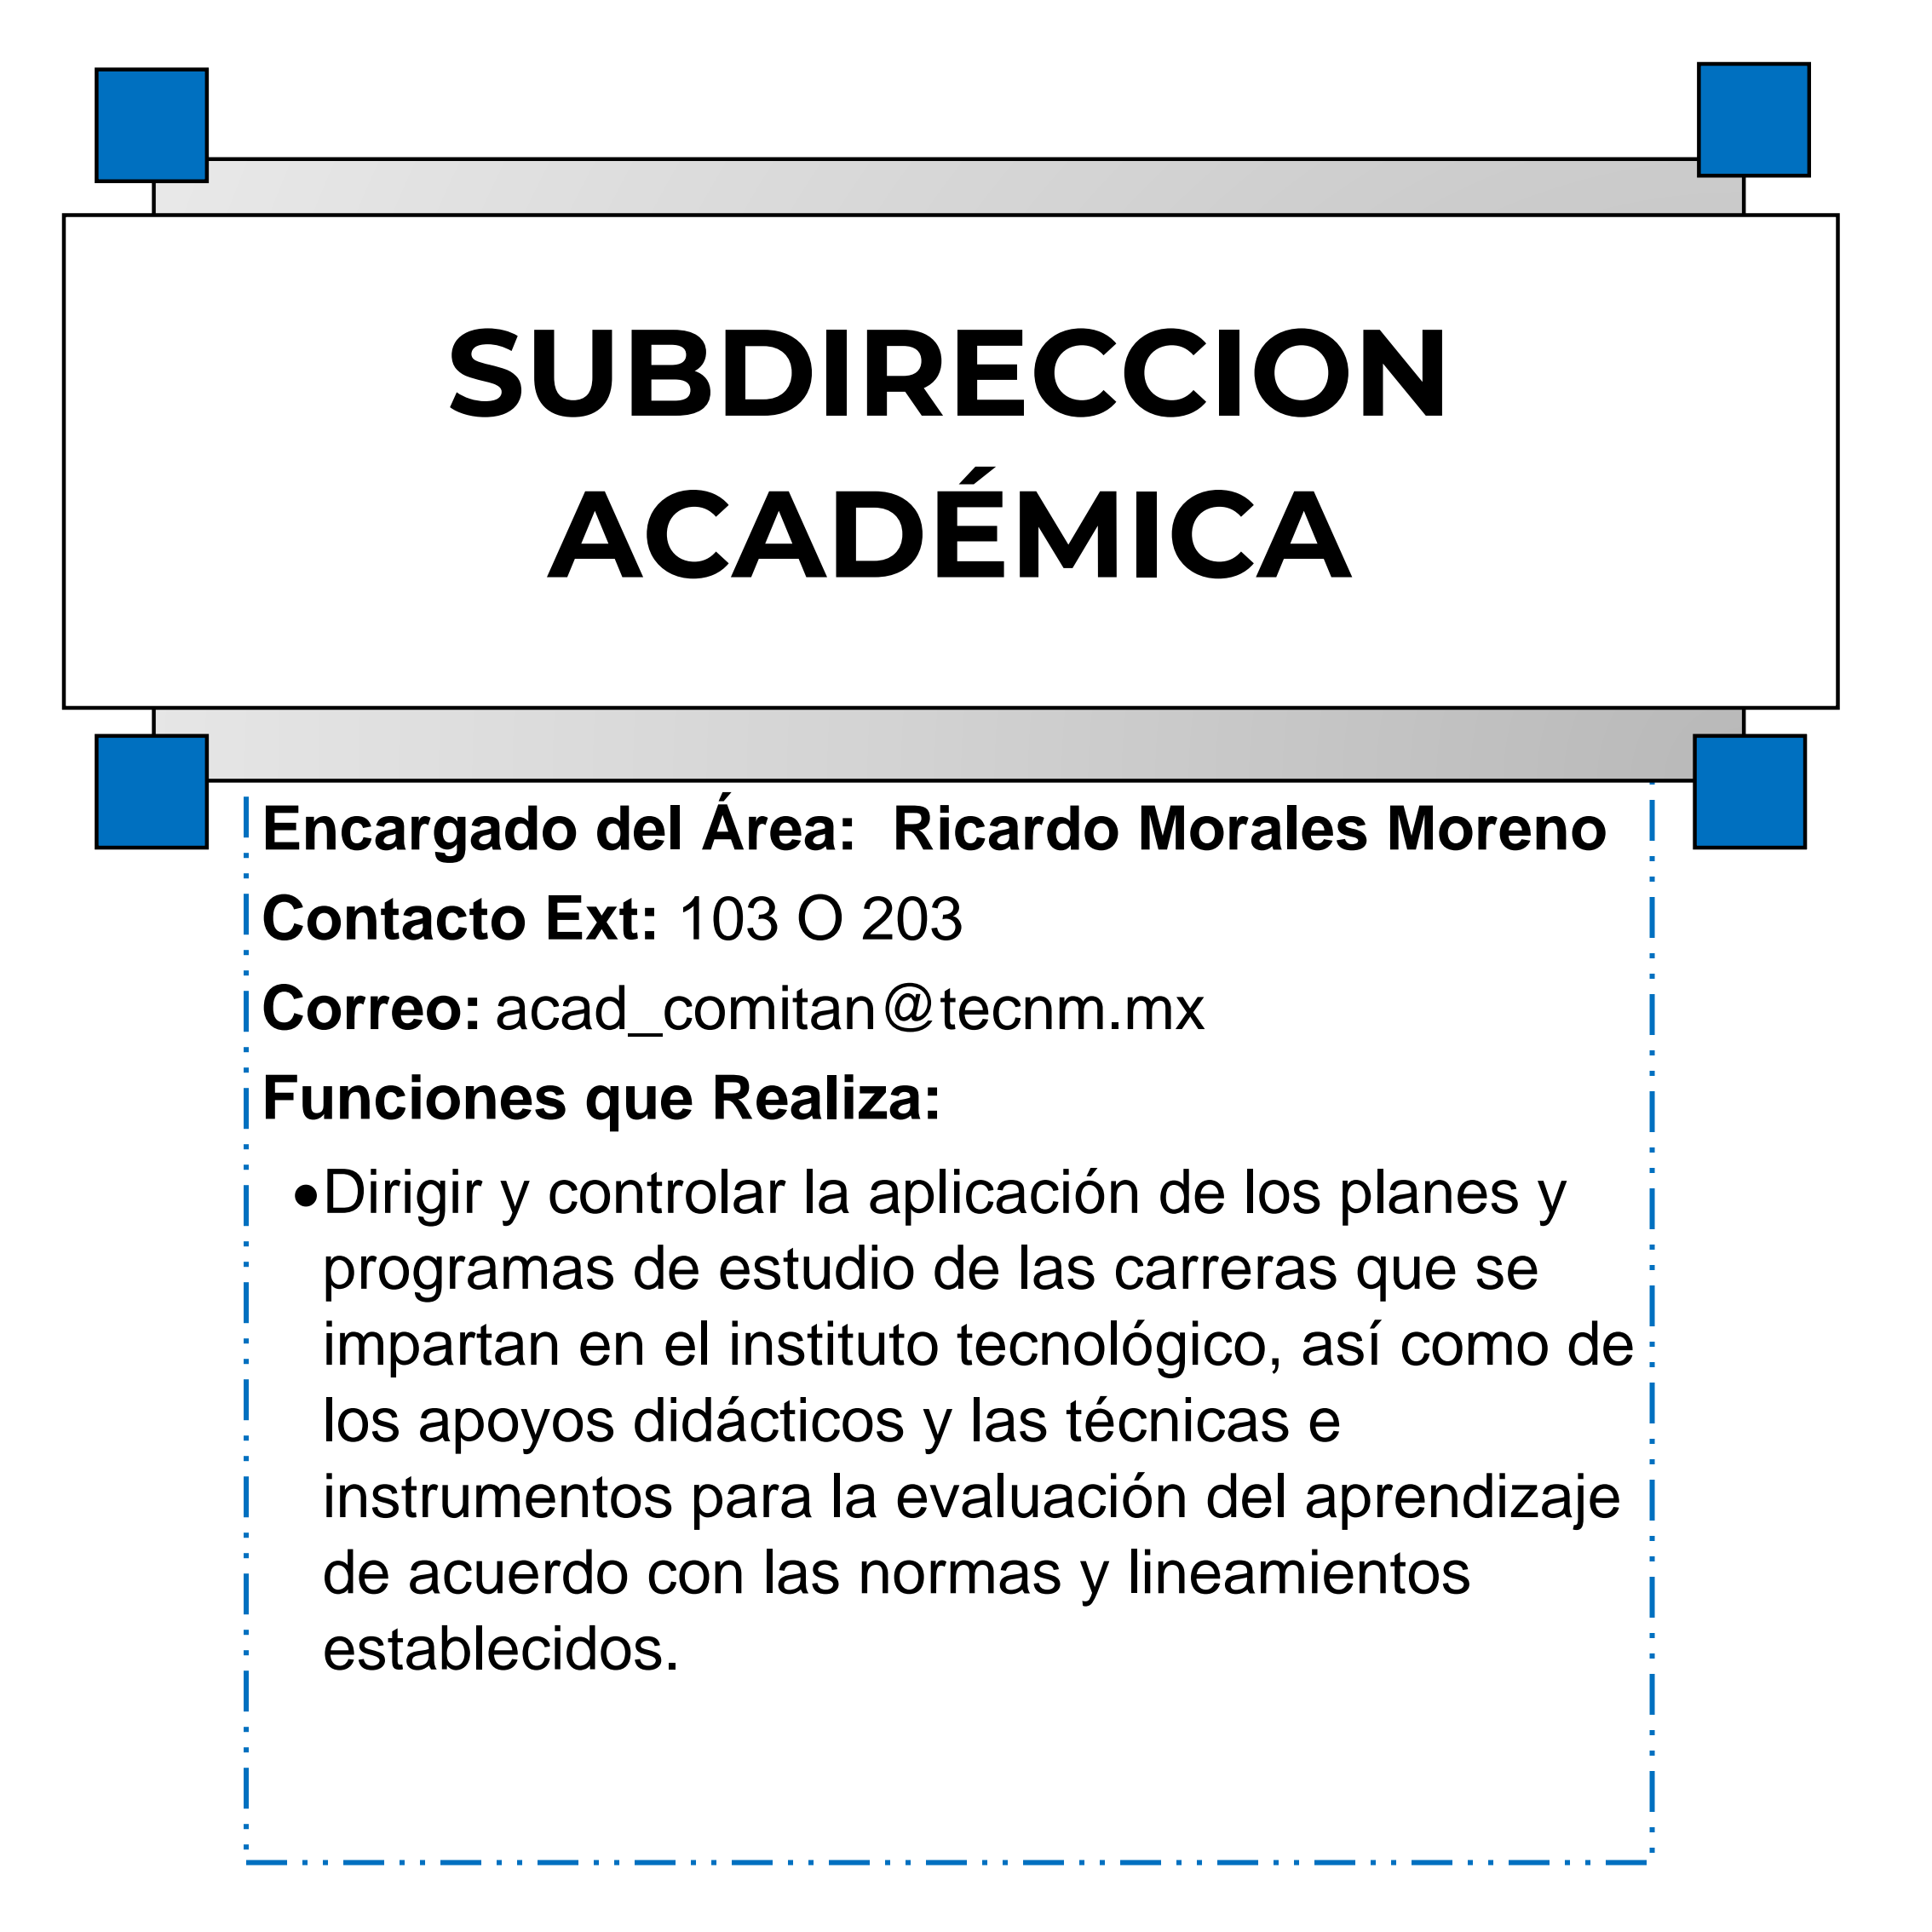 SUBDIRECCION
ACADÉMICA
Encargado del Área:  Ricardo Morales Moreno
Contacto Ext: 103 O 203
Correo: acad_comitan@tecnm.mx
Funciones que Realiza:
●Dirigir y controlar la aplicación de los planes y
programas de estudio de las carreras que se
impartan en el instituto tecnológico, así como de
los apoyos didácticos y las técnicas e
instrumentos para la evaluación del aprendizaje
de acuerdo con las normas y lineamientos
establecidos.